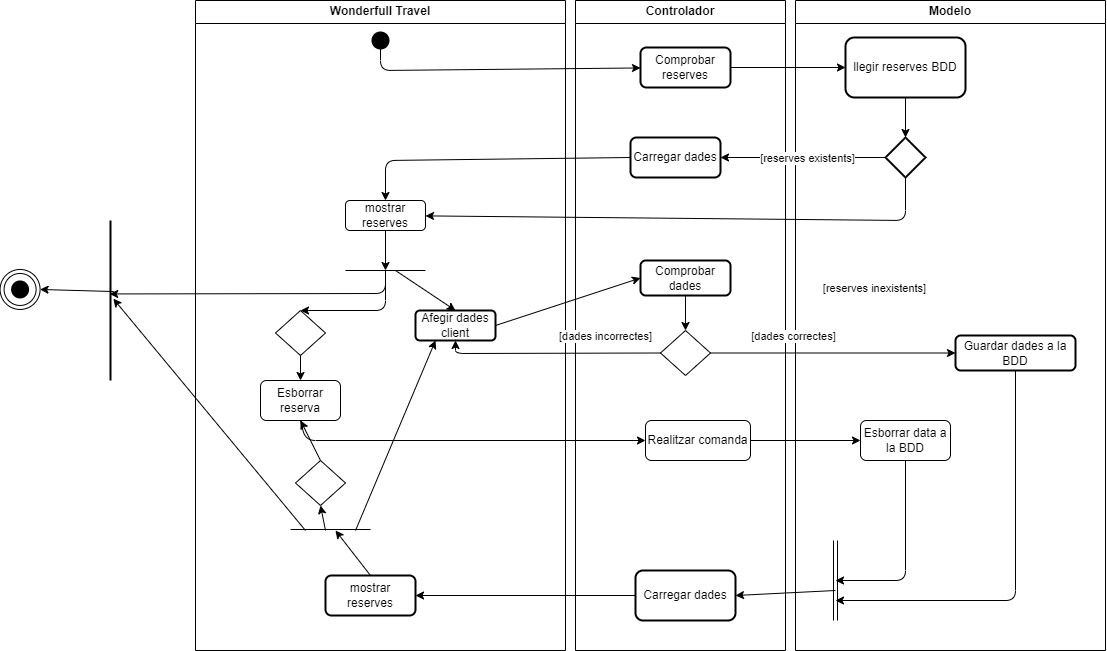 Wonderfull Travel
Controlador
Modelo
Comprobar
reserves
llegir reserves BDD
Carregar dades
[reserves existents]
mostrar
reserves
Comprobar
dades
[reserves inexistents]
Afegir dades
client
[dades incorrectes]
[dades correctes]
Guardar dades a la
BDD
Esborrar
reserva
Realitzar comanda
Esborrar data a
la BDD
mostrar
reserves
Carregar dades